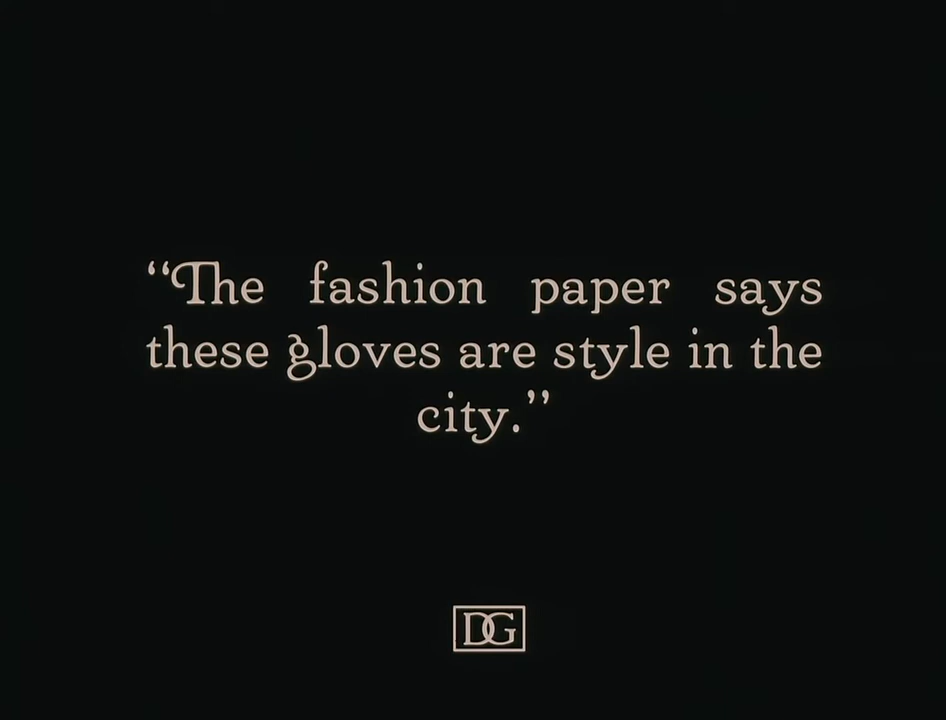 “The fashion paper says
these gloves are style in the
city.”
DG